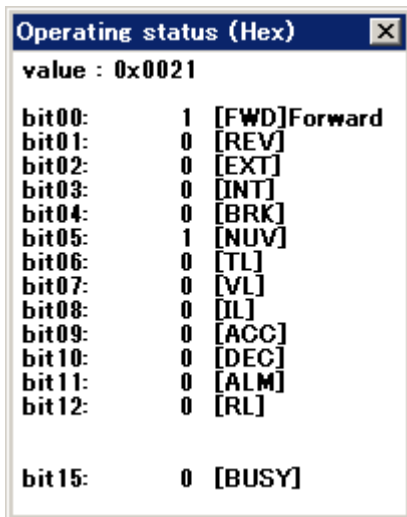 Operating status (Hex)
value : 0x0021
bit00: 1 [FWD]Forward
bit01: 0 [REV]
bit02: 0 [EXT]
bit03: 0 [INT]
bit04: 0 [BRK]
bit05: 1 [NUV]
bit06: 0 [TL]
bit07: 0 [VL]
bit08: 0 [IL]
bit09: 0 [ACC]
bit10: 0 [DEC]
bit11: 0 [ALM]
bit12: 0 [RL]
bit15: 0 [BUSY]